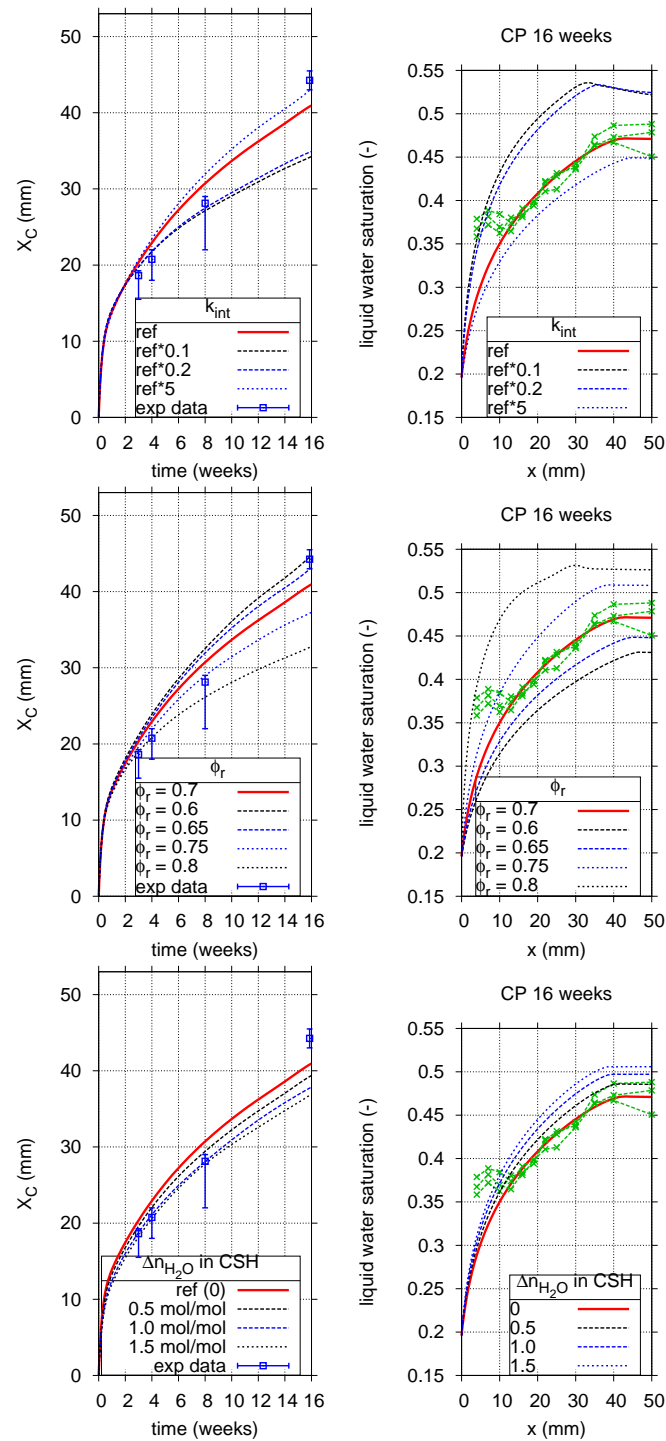 50
40
30
20
10
0
X_C (mm)
k_int
ref
ref*0.1
ref*0.2
ref*5
exp data
0 2 4 6 8 10 12 14 16
time (weeks)
CP 16 weeks
0.55
0.5
0.45
0.4
0.35
0.3
0.25
0.2
0.15
liquid water saturation (-)
k_int
ref
ref*0.1
ref*0.2
ref*5
0 10 20 30 40 50
x (mm)
50
40
30
20
10
0
X_C (mm)
ϕ_r
ϕ_r = 0.7
ϕ_r = 0.6
ϕ_r = 0.65
ϕ_r = 0.75
ϕ_r = 0.8
exp data
0 2 4 6 8 10 12 14 16
time (weeks)
CP 16 weeks
0.55
0.5
0.45
0.4
0.35
0.3
0.25
0.2
0.15
liquid water saturation (-)
ϕ_r
ϕ_r = 0.7
ϕ_r = 0.6
ϕ_r = 0.65
ϕ_r = 0.75
ϕ_r = 0.8
0 10 20 30 40 50
x (mm)
50
40
30
20
10
0
X_C (mm)
Δn_H₂O in CSH
ref (0)
0.5 mol/mol
1.0 mol/mol
1.5 mol/mol
exp data
0 2 4 6 8 10 12 14 16
time (weeks)
CP 16 weeks
0.55
0.5
0.45
0.4
0.35
0.3
0.25
0.2
0.15
liquid water saturation (-)
Δn_H₂O in CSH
0
0.5
1.0
1.5
0 10 20 30 40 50
x (mm)